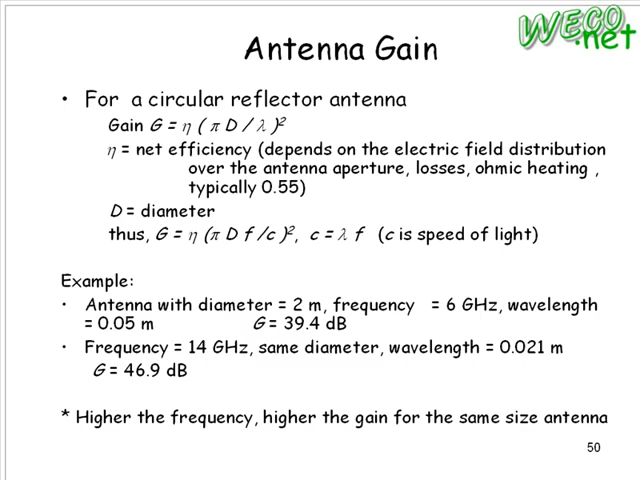 WECO
.net
Antenna Gain
• For a circular reflector antenna
Gain G = η ( π D / λ )²
η = net efficiency (depends on the electric field distribution
over the antenna aperture, losses, ohmic heating ,
typically 0.55)
D = diameter
thus, G = η (π D f /c )², c = λ f (c is speed of light)
Example:
• Antenna with diameter = 2 m, frequency = 6 GHz, wavelength
= 0.05 m G = 39.4 dB
• Frequency = 14 GHz, same diameter, wavelength = 0.021 m
G = 46.9 dB
* Higher the frequency, higher the gain for the same size antenna
50